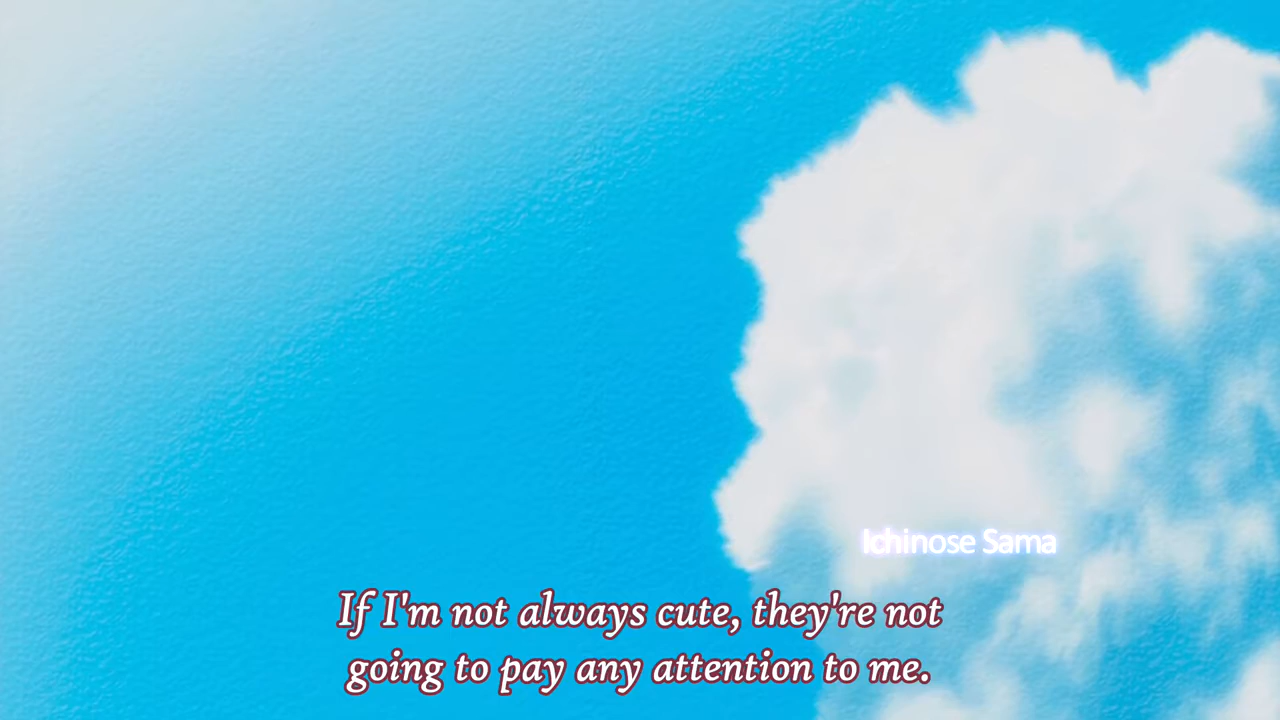 Ichinose Sama
If I'm not always cute, they're not
going to pay any attention to me.